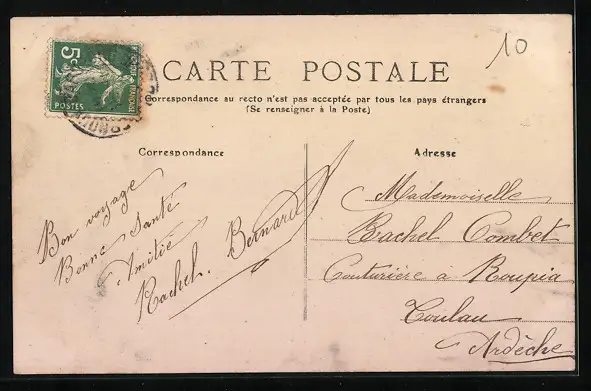 10
5c
POSTES
CARTE POSTALE
Correspondance au recto n'est pas acceptée par tous les pays étrangers
(Se renseigner à la Poste)
Correspondance
Bon voyage
Bonne Santé
Amitié
Rachel. Bernard
Adresse
Mademoiselle
Rachel Combet
Couturière à Roupia
Toulau
Ardèche